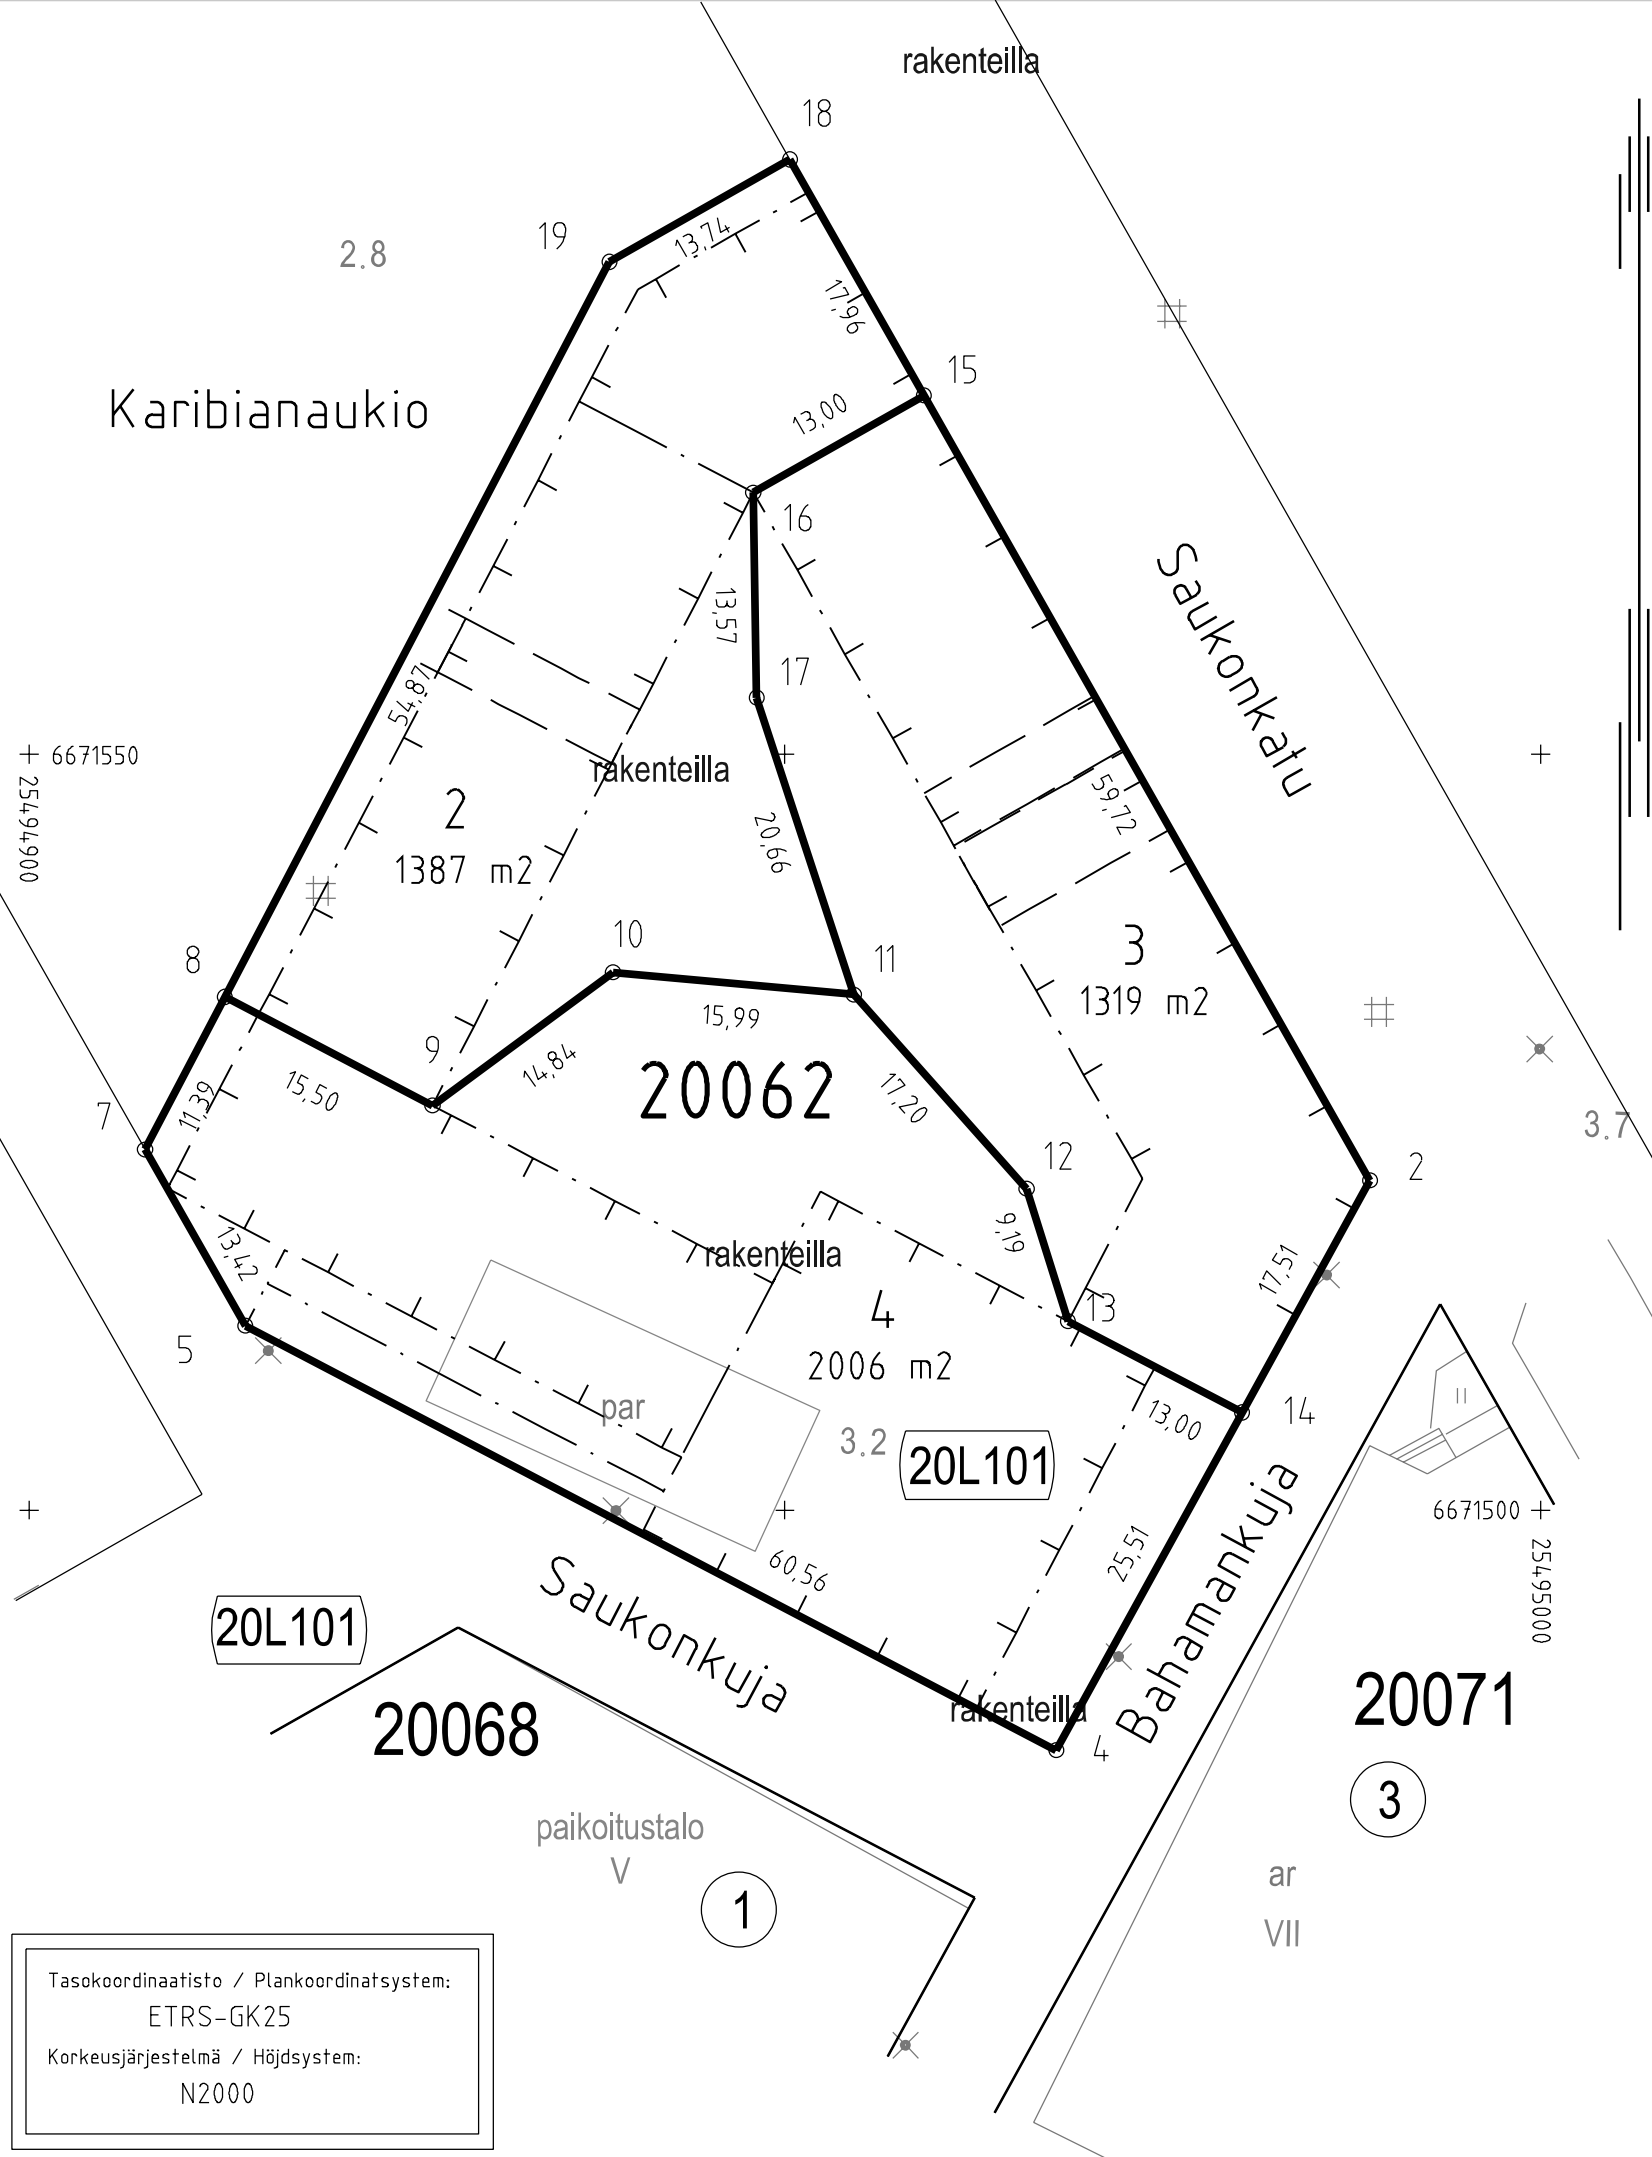 rakenteilla
18
19
2.8
13,74
17,96
15
Karibianaukio
13,00
16
Saukonkatu
13,57
17
54,87
6671550
25494900
rakenteilla
59,72
2
1387 m2
20,66
10
11
3
1319 m2
8
15,99
9
14,84
20062
15,50
17,20
11,39
7
3.7
12
2
9,19
13,42
rakenteilla
17,51
13
4
5
2006 m2
par
3.2
13,00
14
II
20L101
6671500
25495000
25,51
60,56
Saukonkuja
Bahamankuja
20L101
20068
rakenteilla
4
20071
3
paikoitustalo
V
1
ar
VII
Tasokoordinaatisto / Plankoordinatsystem:
ETRS-GK25
Korkeusjärjestelmä / Höjdsystem:
N2000